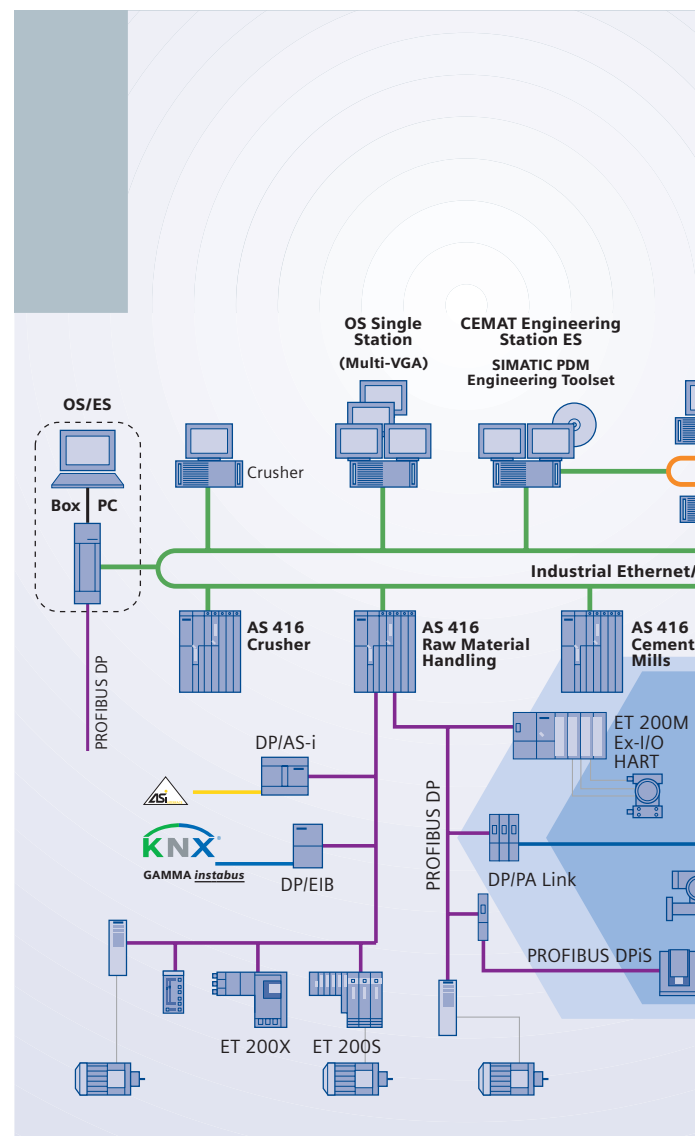 OS Single
Station
(Multi-VGA)
CEMAT Engineering
Station ES
SIMATIC PDM
Engineering Toolset
OS/ES
Crusher
Box PC
Industrial Ethernet/
AS 416
Crusher
AS 416
Raw Material
Handling
AS 416
Cement
Mills
PROFIBUS DP
DP/AS-i
ASi
KNX
GAMMA instabus
DP/EIB
PROFIBUS DP
ET 200M
Ex-I/O
HART
DP/PA Link
PROFIBUS DPiS
ET 200X
ET 200S